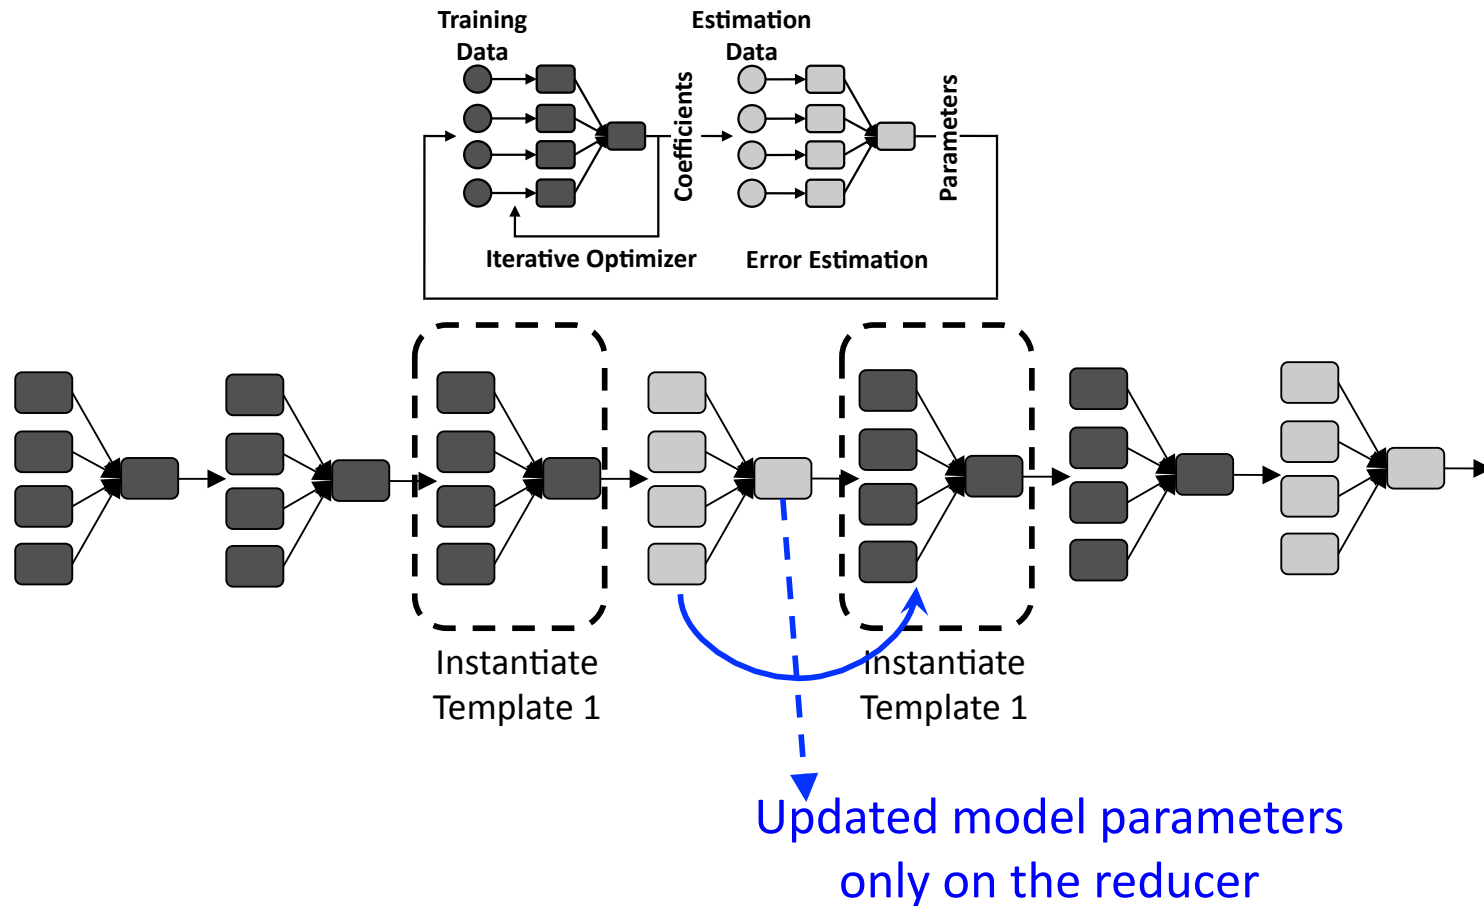 Training
Data
Estimation
Data
Coefficients
Parameters
Iterative Optimizer
Error Estimation
Instantiate
Template 1
Instantiate
Template 1
Updated model parameters
only on the reducer